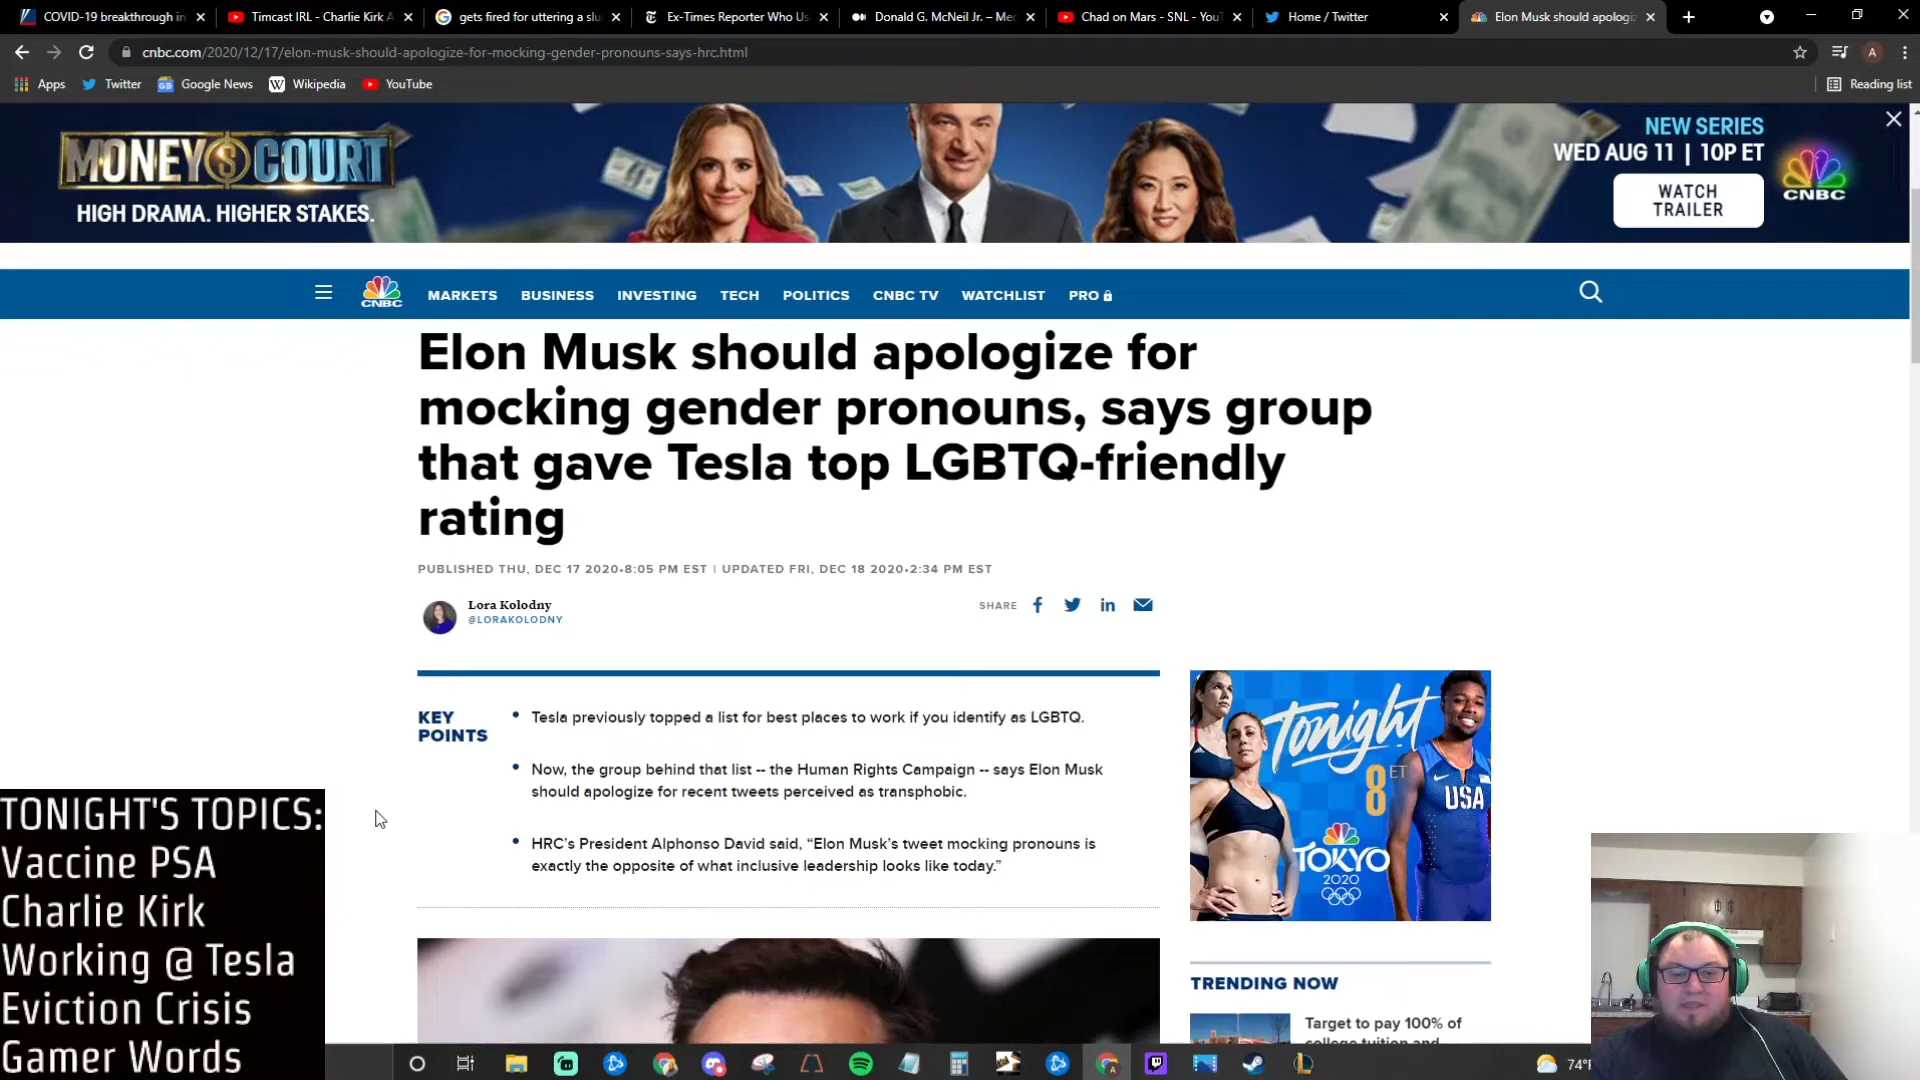 COVID-19 breakthrough in
Timcast IRL - Charlie Kirk A
gets fired for uttering a slu
Ex-Times Reporter Who Us
Donald G. McNeil Jr. – Med
Chad on Mars - SNL - YouT
Home / Twitter
Elon Musk should apologiz
cnbc.com/2020/12/17/elon-musk-should-apologize-for-mocking-gender-pronouns-says-hrc.html
A
Apps
Twitter
Google News
Wikipedia
YouTube
Reading list
MONEY COURT
HIGH DRAMA. HIGHER STAKES.
NEW SERIES
WED AUG 11 | 10P ET
WATCH
TRAILER
CNBC
CNBC
MARKETS BUSINESS INVESTING TECH POLITICS CNBC TV WATCHLIST PRO
Elon Musk should apologize for
mocking gender pronouns, says group
that gave Tesla top LGBTQ-friendly
rating
PUBLISHED THU, DEC 17 2020•8:05 PM EST | UPDATED FRI, DEC 18 2020•2:34 PM EST
Lora Kolodny
@LORAKOLODNY
SHARE
KEY
POINTS
• Tesla previously topped a list for best places to work if you identify as LGBTQ.
• Now, the group behind that list -- the Human Rights Campaign -- says Elon Musk
should apologize for recent tweets perceived as transphobic.
• HRC's President Alphonso David said, “Elon Musk's tweet mocking pronouns is
exactly the opposite of what inclusive leadership looks like today.”
Tonight
8 ET
USA
TOKYO
2020
TRENDING NOW
Target to pay 100% of
college tuition and
TONIGHT'S TOPICS:
Vaccine PSA
Charlie Kirk
Working @ Tesla
Eviction Crisis
Gamer Words
74°F